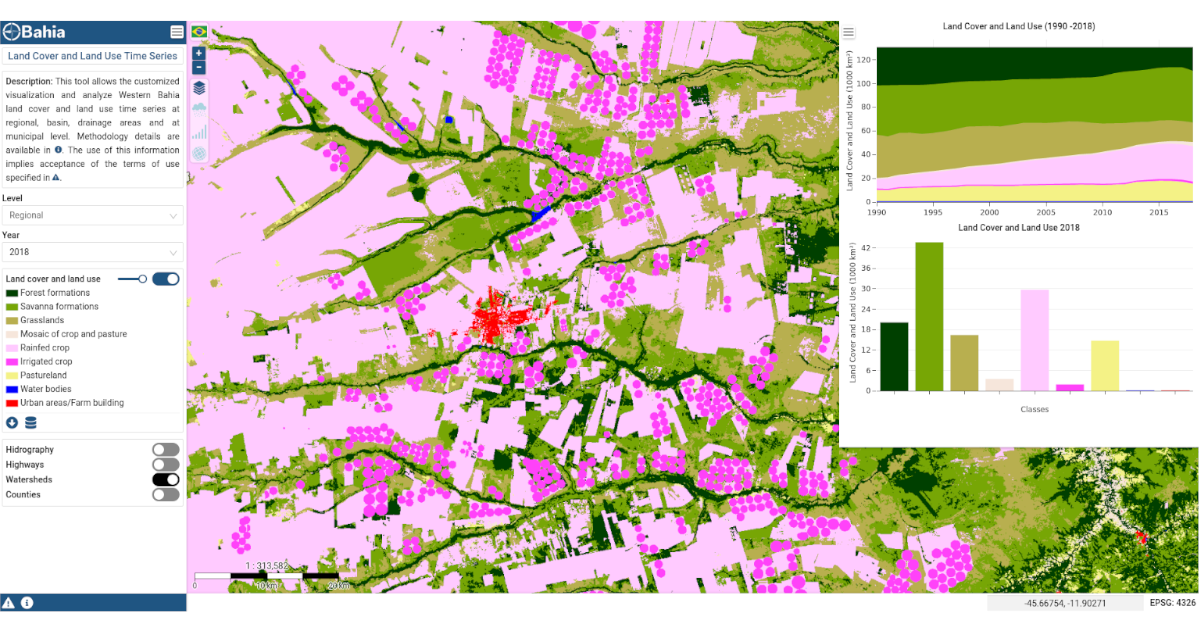 Bahia
Land Cover and Land Use Time Series
Description: This tool allows the customized
visualization and analyze Western Bahia
land cover and land use time series at
regional, basin, drainage areas and at
municipal level. Methodology details are
available in. The use of this information
implies acceptance of the terms of use
specified in.
Level
Regional
Year
2018
Land cover and land use
Forest formations
Savanna formations
Grasslands
Mosaic of crop and pasture
Rainfed crop
Irrigated crop
Pastureland
Water bodies
Urban areas/Farm building
Hidrography
Highways
Watersheds
Counties
+
-
1 : 313,582
0 10 km 20 km
Land Cover and Land Use (1990 -2018)
Land Cover and Land Use (1000 km²)
120
100
80
60
40
20
0
1990 1995 2000 2005 2010 2015
Land Cover and Land Use 2018
Land Cover and Land Use (1000 km²)
42
36
30
24
18
12
6
0
Classes
-45.66754, -11.90271
EPSG: 4326